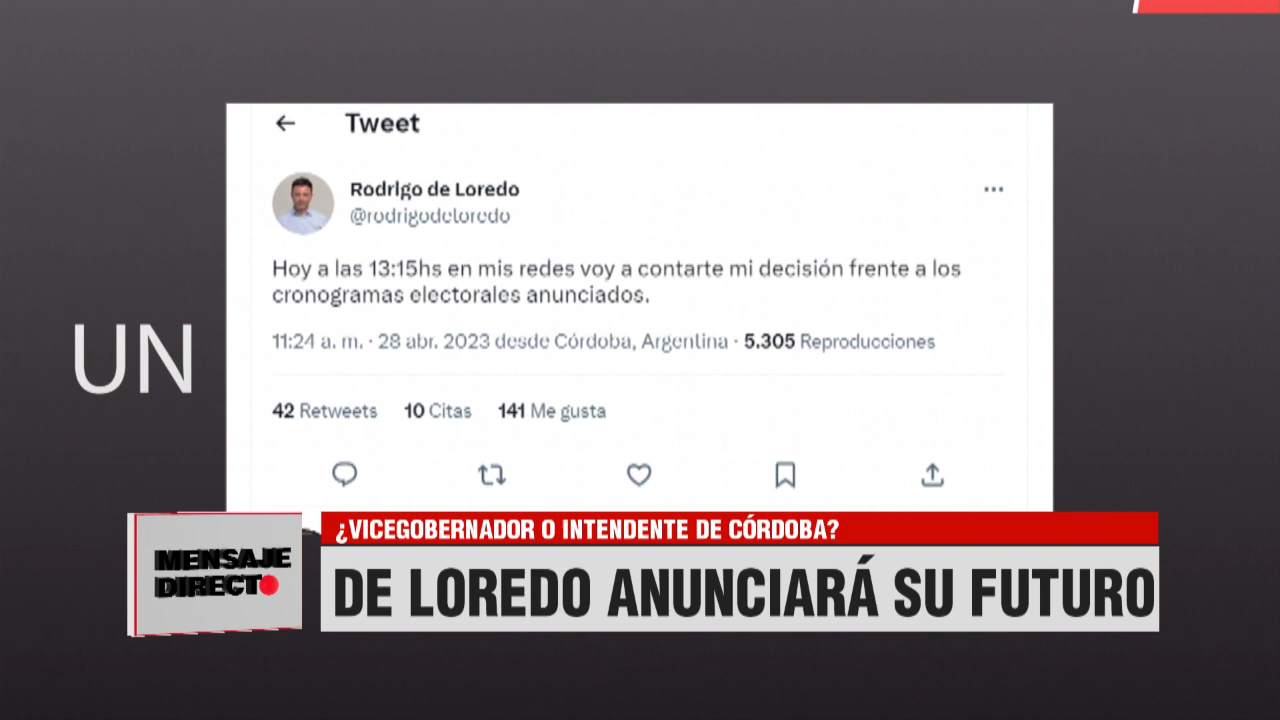 Tweet
Rodrigo de Loredo
@rodrigodeloredo
Hoy a las 13:15hs en mis redes voy a contarte mi decisión frente a los
cronogramas electorales anunciados.
11:24 a. m. · 28 abr. 2023 desde Córdoba, Argentina · 5.305 Reproducciones
UN
42 Retweets 10 Citas 141 Me gusta
¿VICEGOBERNADOR O INTENDENTE DE CÓRDOBA?
MENSAJE
DIRECTO
DE LOREDO ANUNCIARÁ SU FUTURO